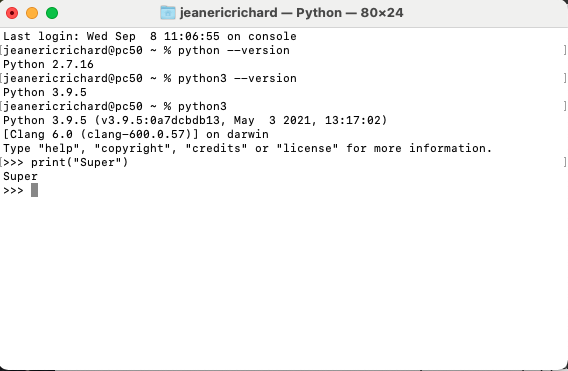 jeanericrichard — Python — 80×24
Last login: Wed Sep  8 11:06:55 on console
[jeanericrichard@pc50 ~ % python --version ]
Python 2.7.16
[jeanericrichard@pc50 ~ % python3 --version ]
Python 3.9.5
[jeanericrichard@pc50 ~ % python3 ]
Python 3.9.5 (v3.9.5:0a7dcbdb13, May  3 2021, 13:17:02)
[Clang 6.0 (clang-600.0.57)] on darwin
Type "help", "copyright", "credits" or "license" for more information.
[>>> print("Super") ]
Super
>>>